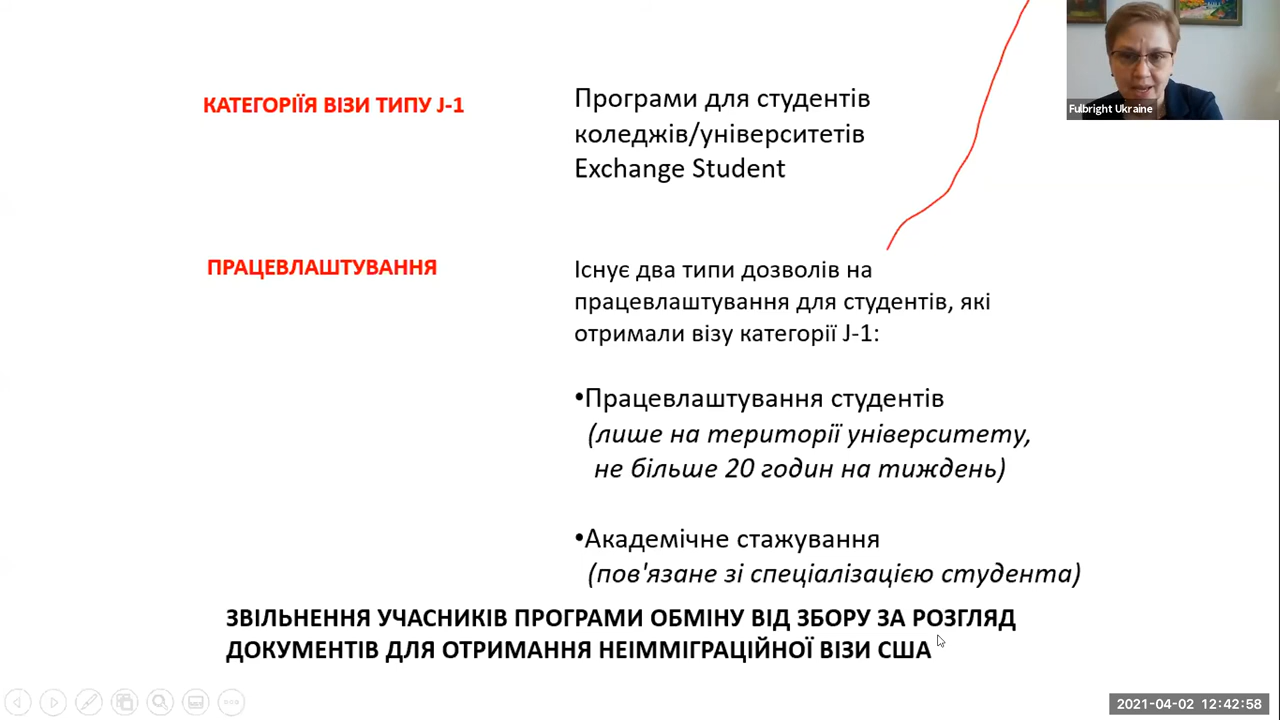 КАТЕГОРІЇЯ ВІЗИ ТИПУ J-1
Програми для студентів
коледжів/університетів
Exchange Student
Fulbright Ukraine
ПРАЦЕВЛАШТУВАННЯ
Існує два типи дозволів на
працевлаштування для студентів, які
отримали візу категорії J-1:
•Працевлаштування студентів
(лише на території університету,
не більше 20 годин на тиждень)
•Академічне стажування
(пов'язане зі спеціалізацією студента)
ЗВІЛЬНЕННЯ УЧАСНИКІВ ПРОГРАМИ ОБМІНУ ВІД ЗБОРУ ЗА РОЗГЛЯД
ДОКУМЕНТІВ ДЛЯ ОТРИМАННЯ НЕІММІГРАЦІЙНОЇ ВІЗИ США
2021-04-02 12:42:58